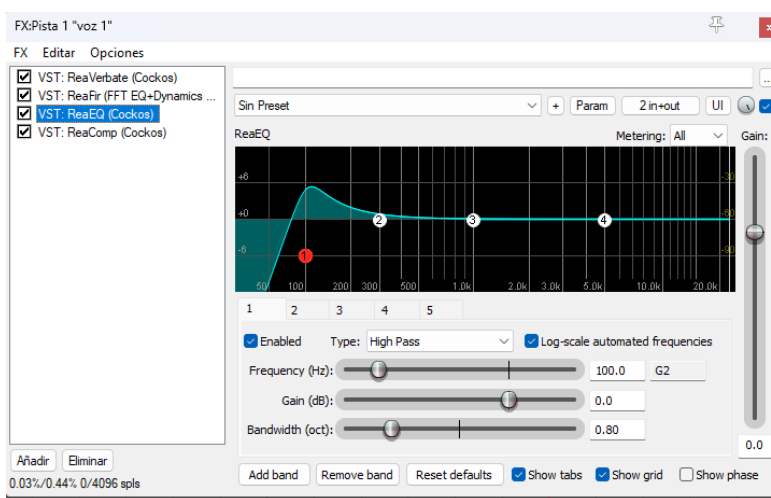 FX:Pista 1 "voz 1"
FX Editar Opciones
VST: ReaVerbate (Cockos)
VST: ReaFir (FFT EQ+Dynamics ...
VST: ReaEQ (Cockos)
VST: ReaComp (Cockos)
...
Sin Preset + Param 2 in+out UI
ReaEQ Metering: All Gain:
+6 -30
+0 -60
-6 -90
1 2 3 4
50 100 200 300 500 1.0k 2.0k 3.0k 5.0k 10.0k 20.0k
1 2 3 4 5
Enabled Type: High Pass Log-scale automated frequencies
Frequency (Hz): 100.0 G2
Gain (dB): 0.0
Bandwidth (oct): 0.80
0.0
Añadir Eliminar
Add band Remove band Reset defaults Show tabs Show grid Show phase
0.03%/0.44% 0/4096 spls